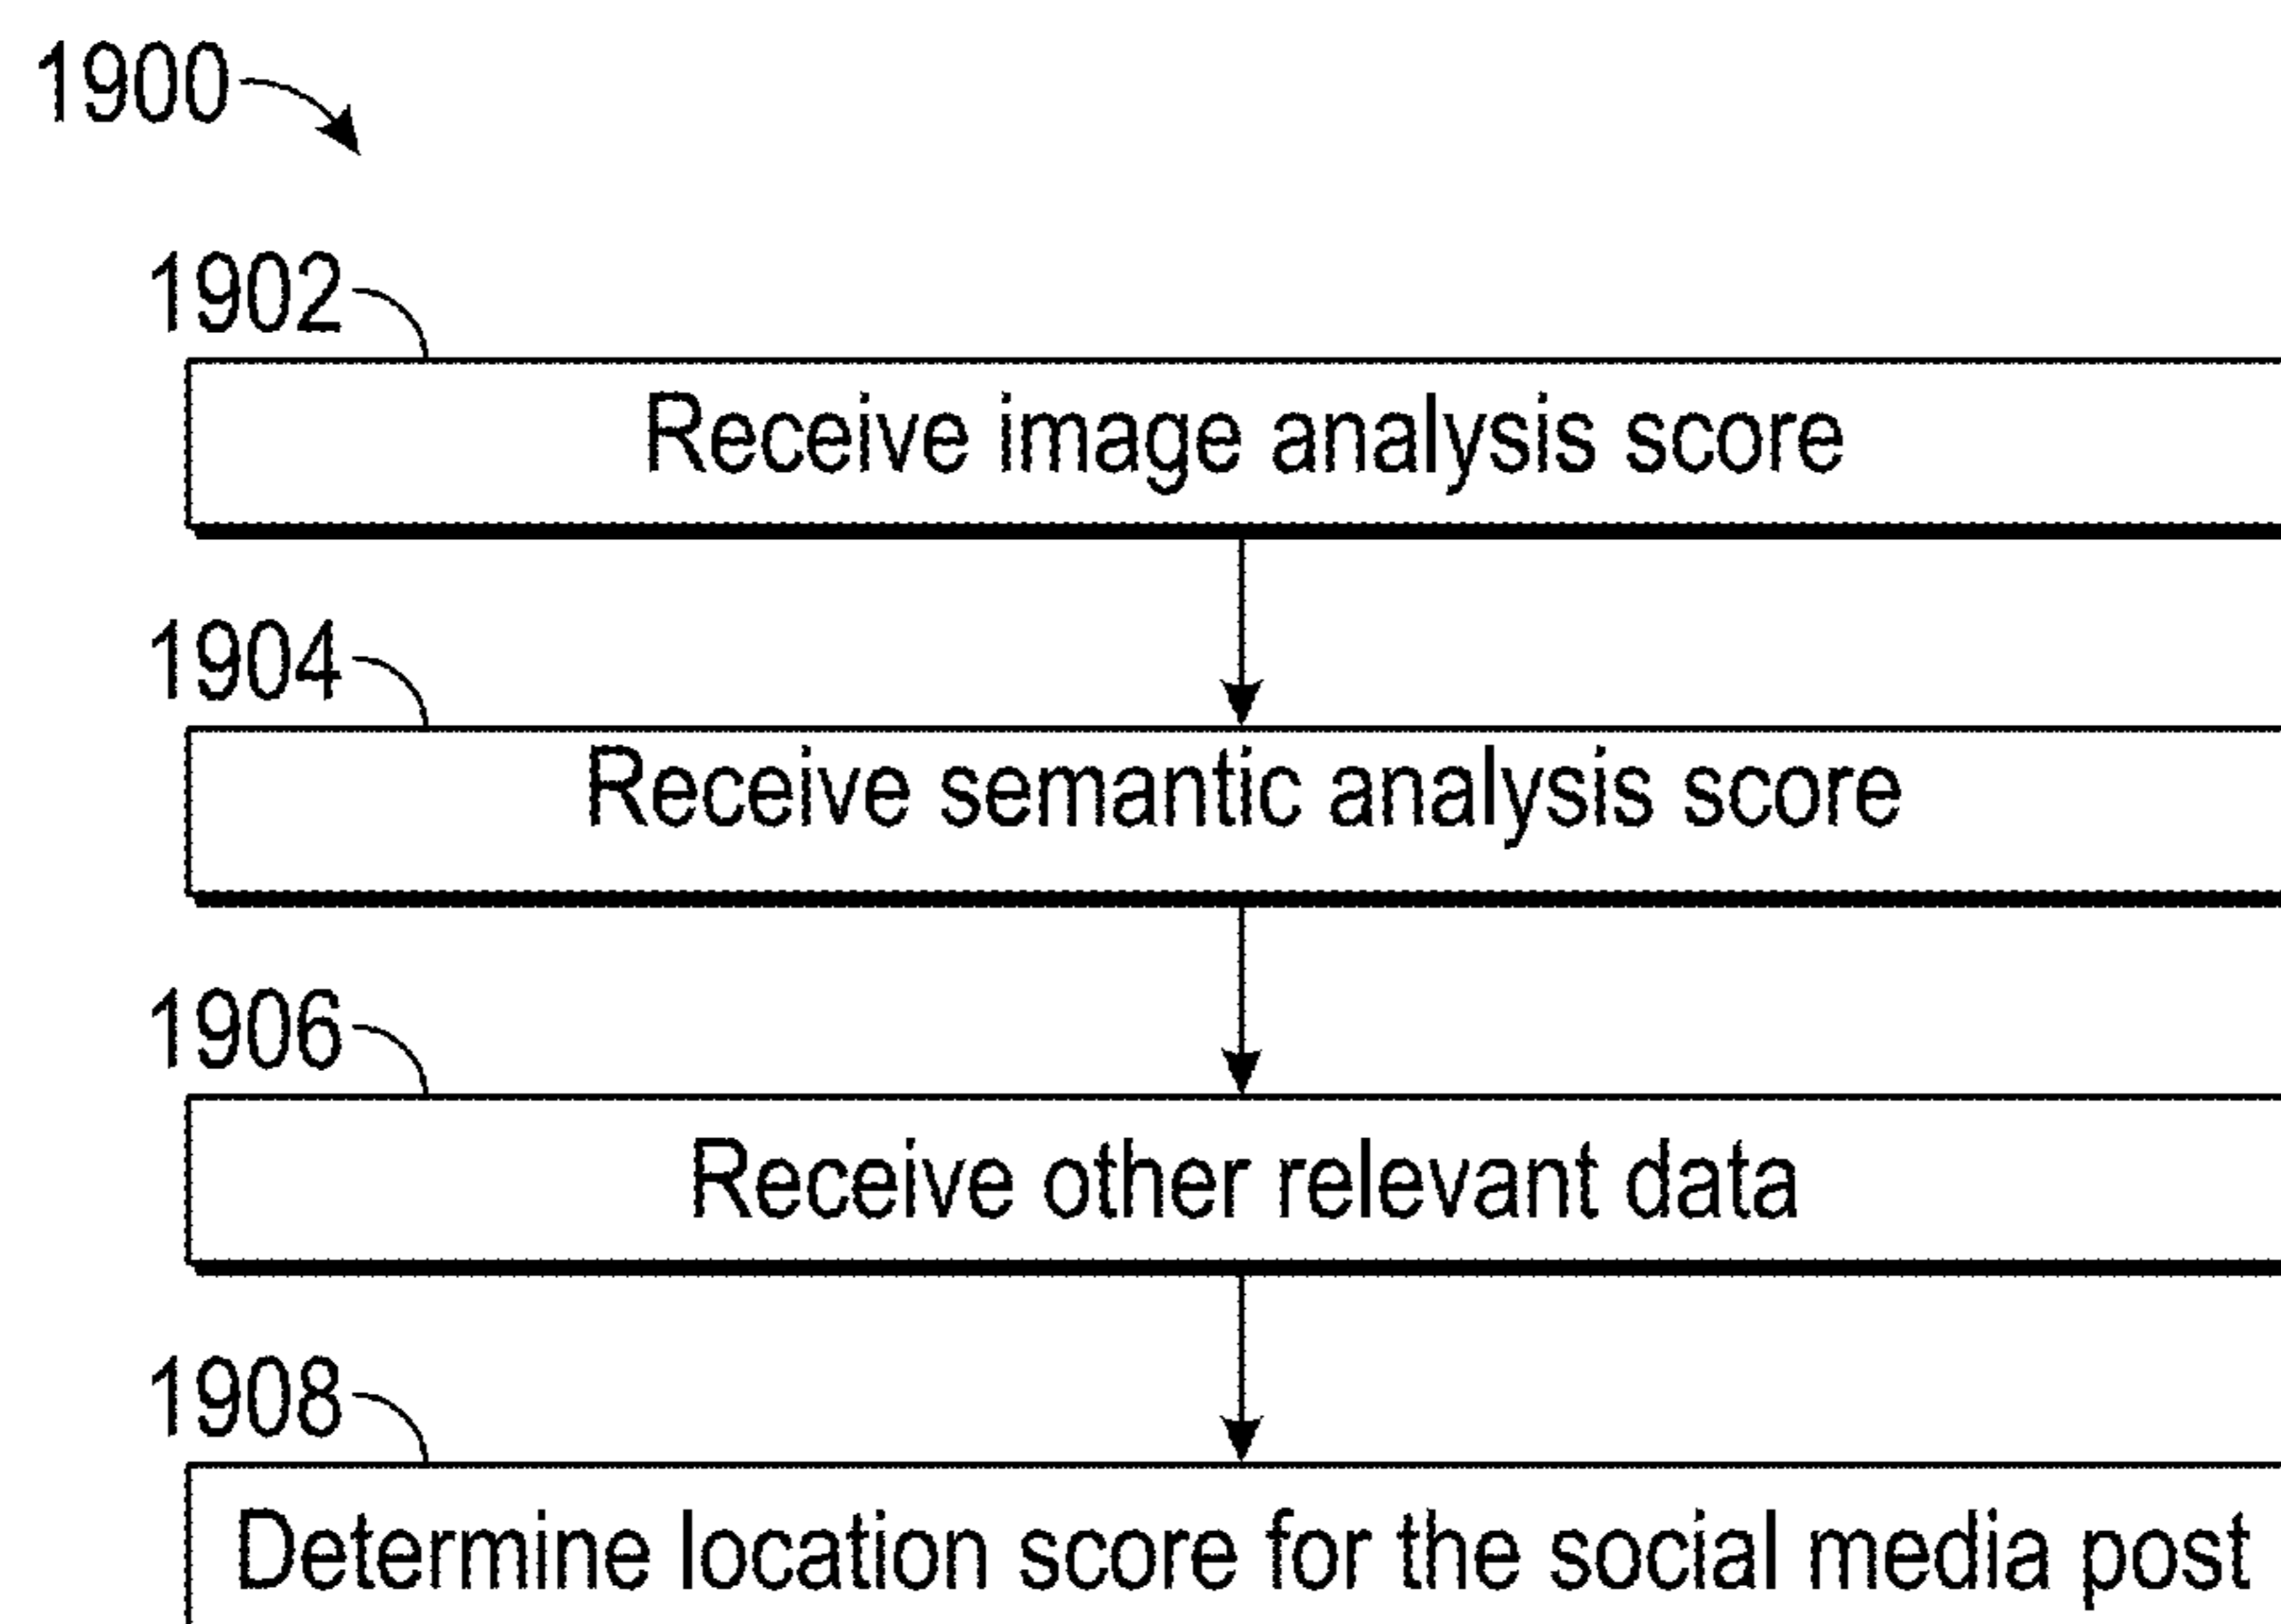 1900
1902
Receive image analysis score
1904
Receive semantic analysis score
1906
Receive other relevant data
1908
Determine location score for the social media post